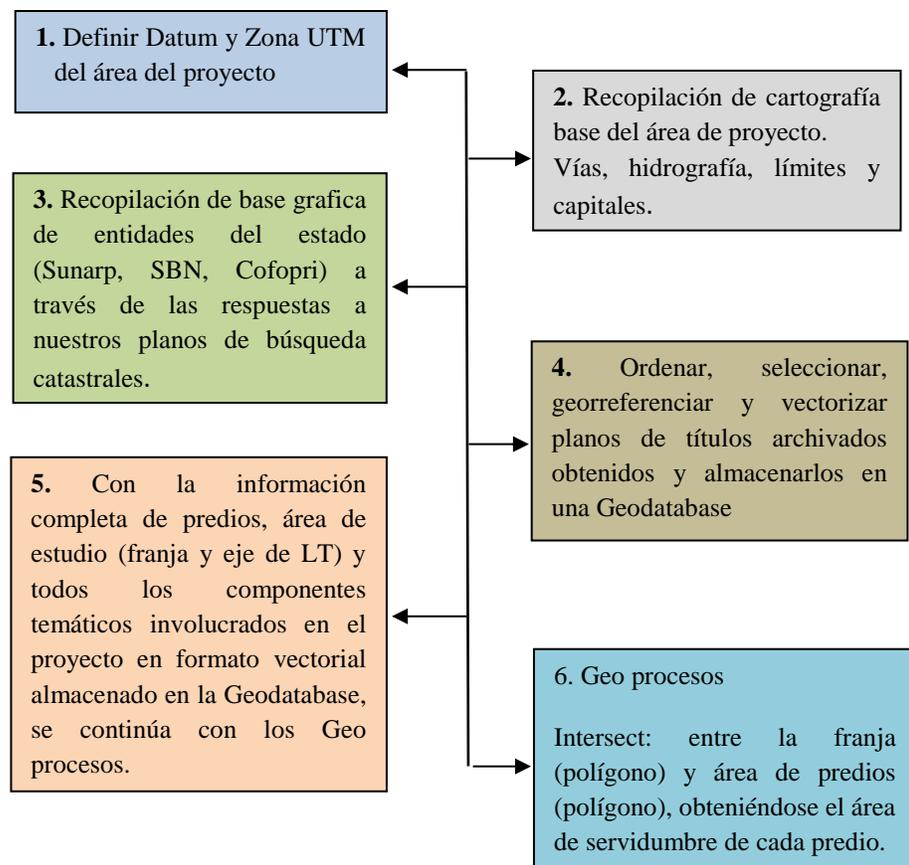 1. Definir Datum y Zona UTM
del área del proyecto
2. Recopilación de cartografía
base del área de proyecto.
Vías, hidrografía, límites y
capitales.
3. Recopilación de base grafica
de entidades del estado
(Sunarp, SBN, Cofopri) a
través de las respuestas a
nuestros planos de búsqueda
catastrales.
4. Ordenar, seleccionar,
georreferenciar y vectorizar
planos de títulos archivados
obtenidos y almacenarlos en
una Geodatabase
5. Con la información
completa de predios, área de
estudio (franja y eje de LT) y
todos los componentes
temáticos involucrados en el
proyecto en formato vectorial
almacenado en la Geodatabase,
se continúa con los Geo
procesos.
6. Geo procesos
Intersect: entre la franja
(polígono) y área de predios
(polígono), obteniéndose el área
de servidumbre de cada predio.